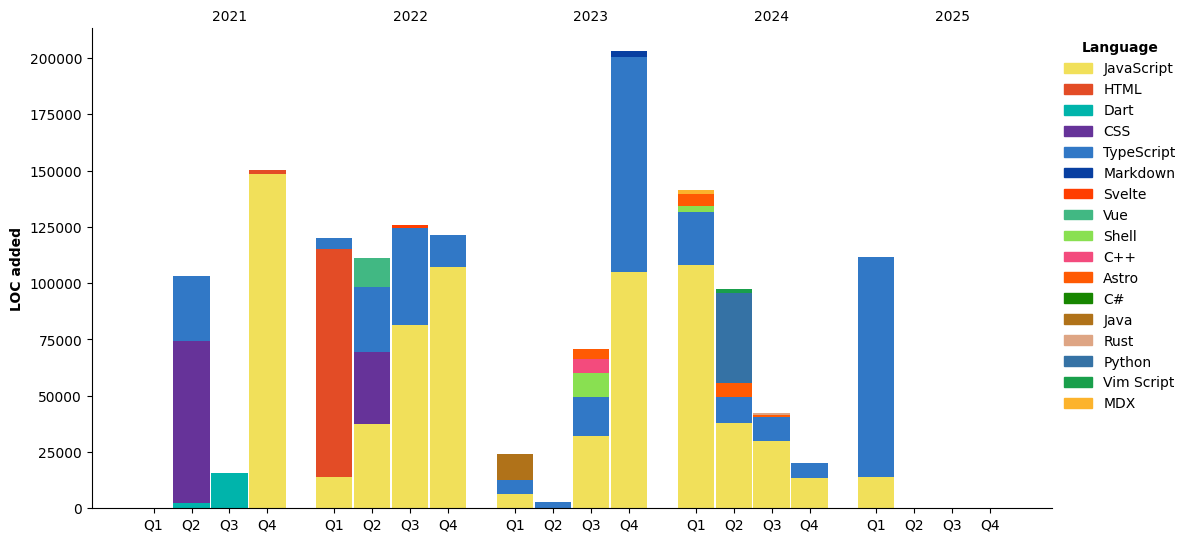 2021 2022 2023 2024 2025
LOC added
200000
175000
150000
125000
100000
75000
50000
25000
0
Q1 Q2 Q3 Q4 Q1 Q2 Q3 Q4 Q1 Q2 Q3 Q4 Q1 Q2 Q3 Q4 Q1 Q2 Q3 Q4
Language
JavaScript
HTML
Dart
CSS
TypeScript
Markdown
Svelte
Vue
Shell
C++
Astro
C#
Java
Rust
Python
Vim Script
MDX